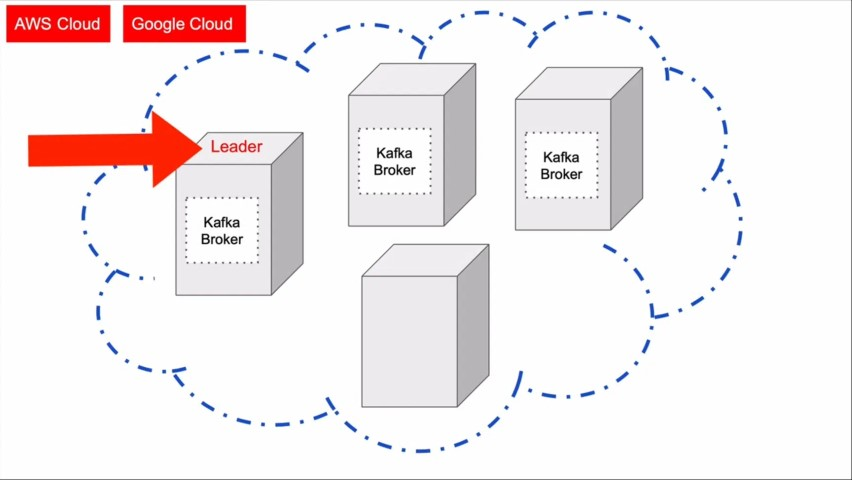 AWS Cloud
Google Cloud
Leader
Kafka
Broker
Kafka
Broker
Kafka
Broker